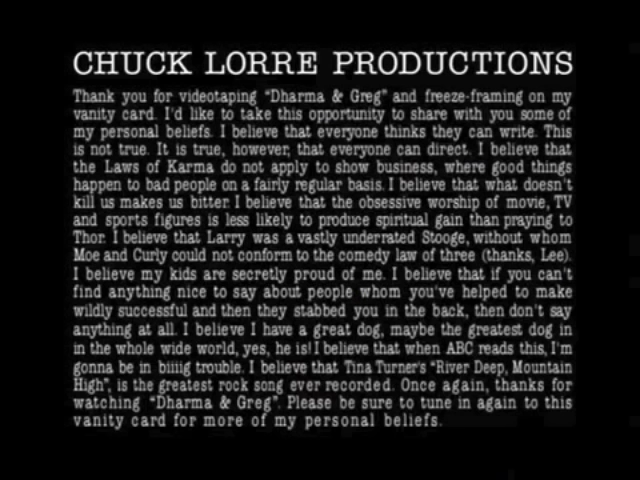 CHUCK LORRE PRODUCTIONS
Thank you for videotaping "Dharma & Greg" and freeze-framing on my
vanity card. I'd like to take this opportunity to share with you some of
my personal beliefs. I believe that everyone thinks they can write. This
is not true. It is true, however, that everyone can direct. I believe that
the Laws of Karma do not apply to show business, where good things
happen to bad people on a fairly regular basis. I believe that what doesn't
kill us makes us bitter. I believe that the obsessive worship of movie, TV
and sports figures is less likely to produce spiritual gain than praying to
Thor. I believe that Larry was a vastly underrated Stooge, without whom
Moe and Curly could not conform to the comedy law of three (thanks, Lee).
I believe my kids are secretly proud of me. I believe that if you can't
find anything nice to say about people whom you've helped to make
wildly successful and then they stabbed you in the back, then don't say
anything at all. I believe I have a great dog, maybe the greatest dog in
in the whole wide world, yes, he is! I believe that when ABC reads this, I'm
gonna be in biiiig trouble. I believe that Tina Turner's "River Deep, Mountain
High", is the greatest rock song ever recorded. Once again, thanks for
watching "Dharma & Greg". Please be sure to tune in again to this
vanity card for more of my personal beliefs.